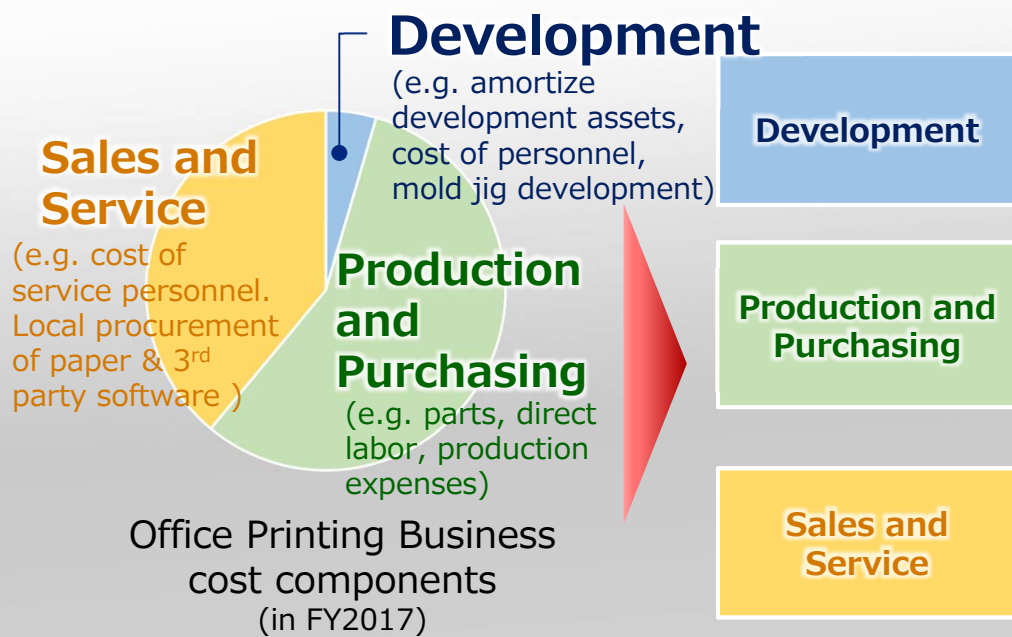 Development
(e.g. amortize
development assets,
cost of personnel,
mold jig development)
Sales and
Service
(e.g. cost of
service personnel.
Local procurement
of paper & 3rd
party software )
Production
and
Purchasing
(e.g. parts, direct
labor, production
expenses)
Office Printing Business
cost components
(in FY2017)
Development
Production and
Purchasing
Sales and
Service